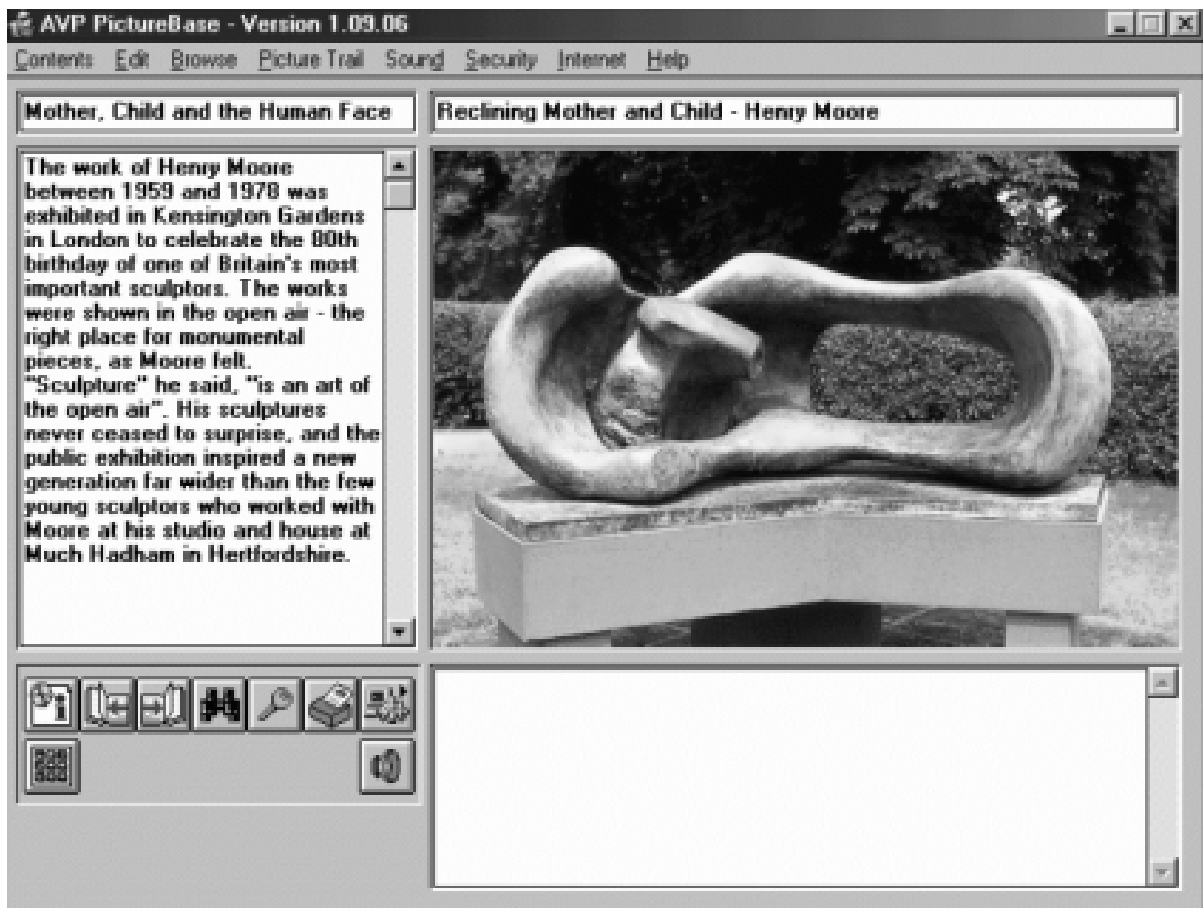 AVP PictureBase - Version 1.09.06
Contents Edit Browse Picture Trail Sound Security Internet Help
Mother, Child and the Human Face
Reclining Mother and Child - Henry Moore
The work of Henry Moore
between 1959 and 1978 was
exhibited in Kensington Gardens
in London to celebrate the 80th
birthday of one of Britain's most
important sculptors. The works
were shown in the open air - the
right place for monumental
pieces, as Moore felt.
"Sculpture" he said, "is an art of
the open air". His sculptures
never ceased to surprise, and the
public exhibition inspired a new
generation far wider than the few
young sculptors who worked with
Moore at his studio and house at
Much Hadham in Hertfordshire.